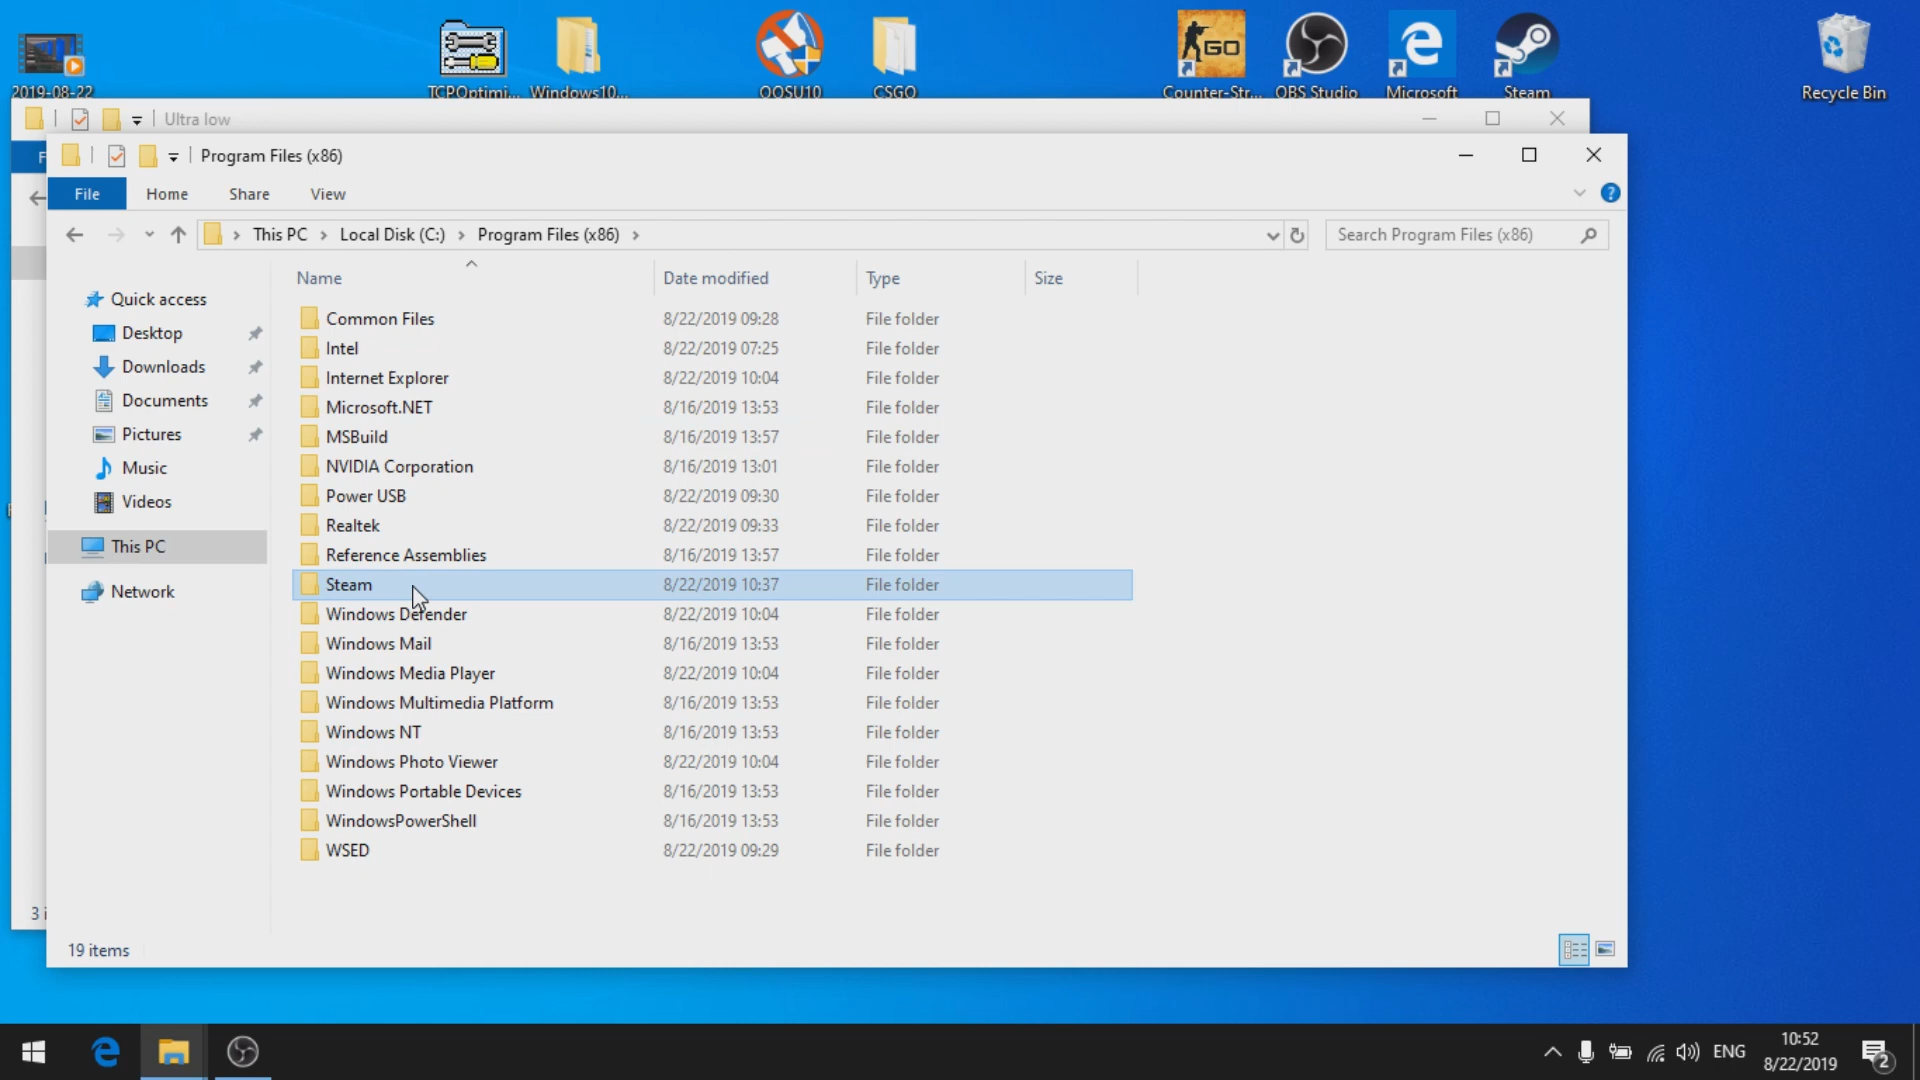 2019-08-22
TCPOptimi...
Windows10...
OOSU10
CSGO
Counter-Str...
OBS Studio
Microsoft
Steam
Recycle Bin
Ultra low
Program Files (x86)
File
Home
Share
View
This PC
Local Disk (C:)
Program Files (x86)
Search Program Files (x86)
Name
Date modified
Type
Size
Quick access
Desktop
Downloads
Documents
Pictures
Music
Videos
This PC
Network
Common Files 8/22/2019 09:28 File folder
Intel 8/22/2019 07:25 File folder
Internet Explorer 8/22/2019 10:04 File folder
Microsoft.NET 8/16/2019 13:53 File folder
MSBuild 8/16/2019 13:57 File folder
NVIDIA Corporation 8/16/2019 13:01 File folder
Power USB 8/22/2019 09:30 File folder
Realtek 8/22/2019 09:33 File folder
Reference Assemblies 8/16/2019 13:57 File folder
Steam 8/22/2019 10:37 File folder
Windows Defender 8/22/2019 10:04 File folder
Windows Mail 8/16/2019 13:53 File folder
Windows Media Player 8/22/2019 10:04 File folder
Windows Multimedia Platform 8/16/2019 13:53 File folder
Windows NT 8/16/2019 13:53 File folder
Windows Photo Viewer 8/22/2019 10:04 File folder
Windows Portable Devices 8/16/2019 13:53 File folder
WindowsPowerShell 8/16/2019 13:53 File folder
WSED 8/22/2019 09:29 File folder
3 i
19 items
ENG
10:52
8/22/2019
2